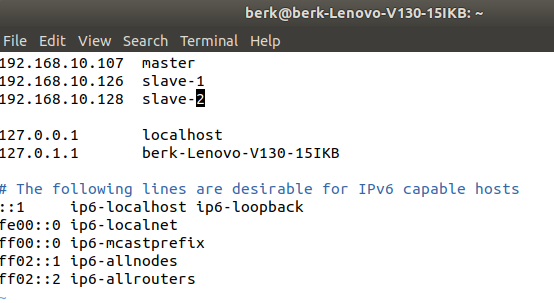 berk@berk-Lenovo-V130-15IKB: ~
File Edit View Search Terminal Help
192.168.10.107 master
192.168.10.126 slave-1
192.168.10.128 slave-2
127.0.0.1 localhost
127.0.1.1 berk-Lenovo-V130-15IKB
# The following lines are desirable for IPv6 capable hosts
::1 ip6-localhost ip6-loopback
fe00::0 ip6-localnet
ff00::0 ip6-mcastprefix
ff02::1 ip6-allnodes
ff02::2 ip6-allrouters
~